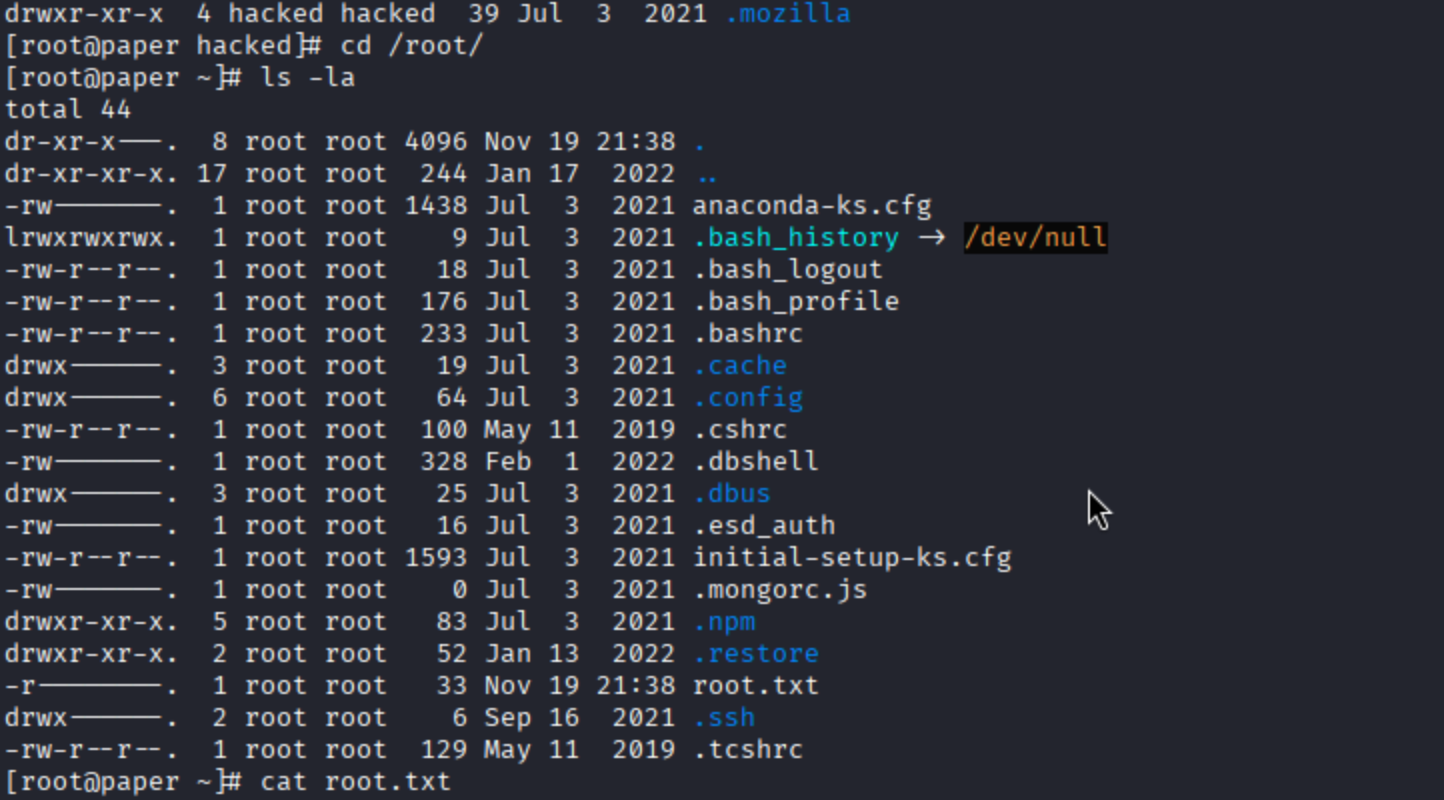 drwxr-xr-x  4 hacked hacked  39 Jul  3  2021 .mozilla
[root@paper hacked]# cd /root/
[root@paper ~]# ls -la
total 44
dr-xr-x---.  8 root root 4096 Nov 19 21:38 .
dr-xr-xr-x. 17 root root  244 Jan 17  2022 ..
-rw-------.  1 root root 1438 Jul  3  2021 anaconda-ks.cfg
lrwxrwxrwx.  1 root root    9 Jul  3  2021 .bash_history -> /dev/null
-rw-r--r--.  1 root root   18 Jul  3  2021 .bash_logout
-rw-r--r--.  1 root root  176 Jul  3  2021 .bash_profile
-rw-r--r--.  1 root root  233 Jul  3  2021 .bashrc
drwx------.  3 root root   19 Jul  3  2021 .cache
drwx------.  6 root root   64 Jul  3  2021 .config
-rw-r--r--.  1 root root  100 May 11  2019 .cshrc
-rw-------.  1 root root  328 Feb  1  2022 .dbshell
drwx------.  3 root root   25 Jul  3  2021 .dbus
-rw-------.  1 root root   16 Jul  3  2021 .esd_auth
-rw-r--r--.  1 root root 1593 Jul  3  2021 initial-setup-ks.cfg
-rw-------.  1 root root    0 Jul  3  2021 .mongorc.js
drwxr-xr-x.  5 root root   83 Jul  3  2021 .npm
drwxr-xr-x.  2 root root   52 Jan 13  2022 .restore
-r--------.  1 root root   33 Nov 19 21:38 root.txt
drwx------.  2 root root    6 Sep 16  2021 .ssh
-rw-r--r--.  1 root root  129 May 11  2019 .tcshrc
[root@paper ~]# cat root.txt